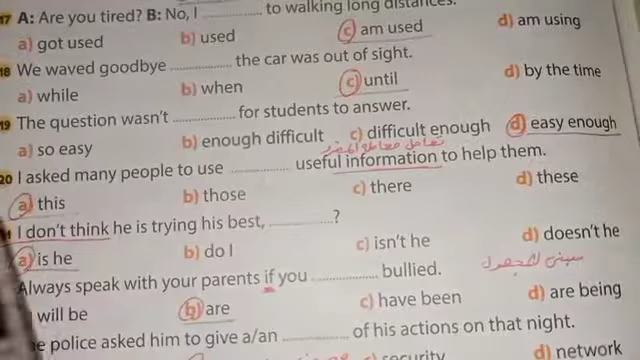 17 A: Are you tired? B: No, I ............ to walking long distances.
a) got used b) used c) am used d) am using
18 We waved goodbye ............ the car was out of sight.
a) while b) when c) until d) by the time
19 The question wasn't ............ for students to answer.
a) so easy b) enough difficult c) difficult enough d) easy enough
20 I asked many people to use ............ useful information to help them.
a) this b) those c) there d) these
I don't think he is trying his best, ............?
a) is he b) do I c) isn't he d) doesn't he
Always speak with your parents if you ............ bullied.
will be b) are c) have been d) are being
police asked him to give a/an ............ of his actions on that night.
security d) network